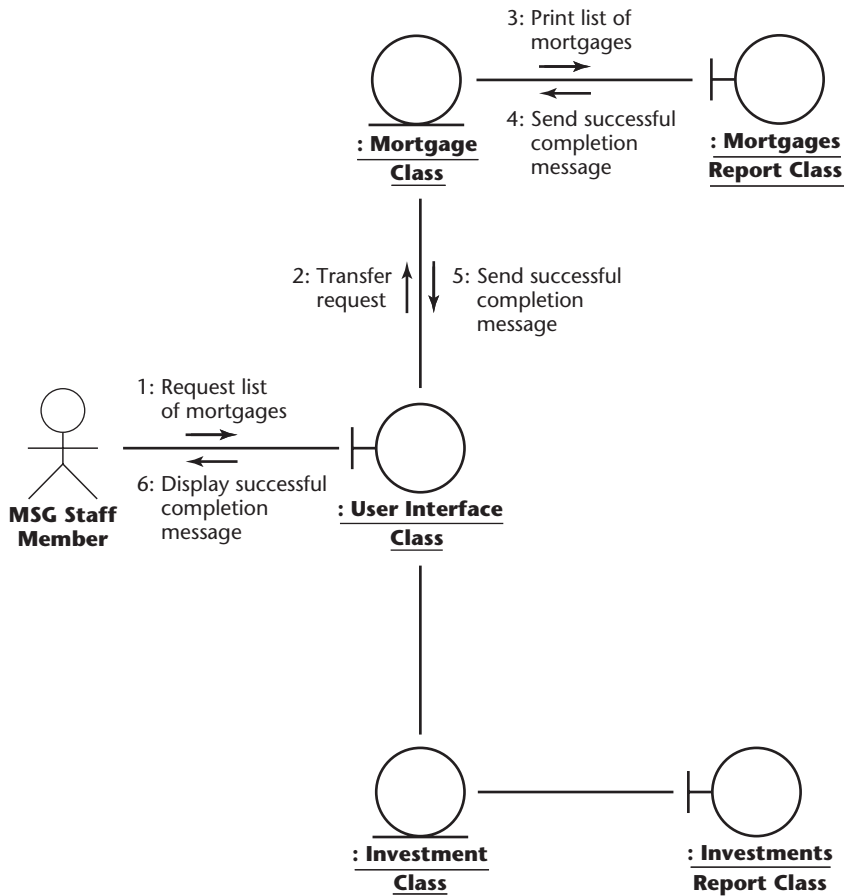 3: Print list of
mortgages
4: Send successful
completion
message
: Mortgage
Class
: Mortgages
Report Class
2: Transfer
request
5: Send successful
completion
message
1: Request list
of mortgages
6: Display successful
completion
message
MSG Staff
Member
: User Interface
Class
: Investment
Class
: Investments
Report Class